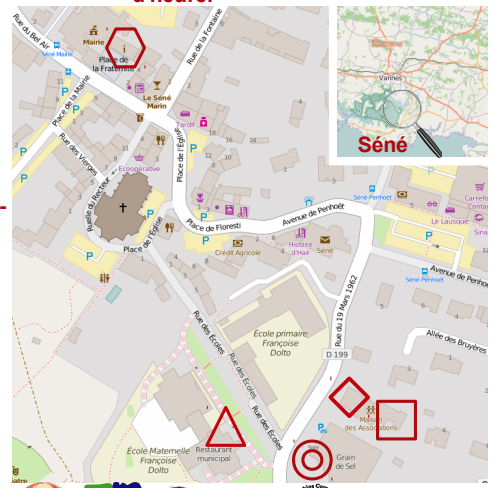 d'heure.
Rue du Bel Air
Mairie
Séné Mairie
Place de
la Fraternité
Rue de la Fontaine
Vannes
Séné
Place de la Mairie
Le Séné
Marin
Tardif
Rue des Vierges
Ecoopérative
Place de l'Église
Ruelle du Recteur
Place de l'Église
Place de Floresti
Avenue de Penhoët
Séné-Penhoët
Carrefour
Le Lausque
Crédit Agricole
Histoire
d'Hair
Séné
Avenue de Penhoët
Séné-Penhoët
Rue des Écoles
École primaire
Françoise
Dolto
Rue du 19 Mars 1962
Rue des Écoles
D 199
Allée des Bruyères
Rue des Écoles
Maison
des Associations
École Maternelle
Françoise
Dolto
Restaurant
municipal
Grain
de Sel